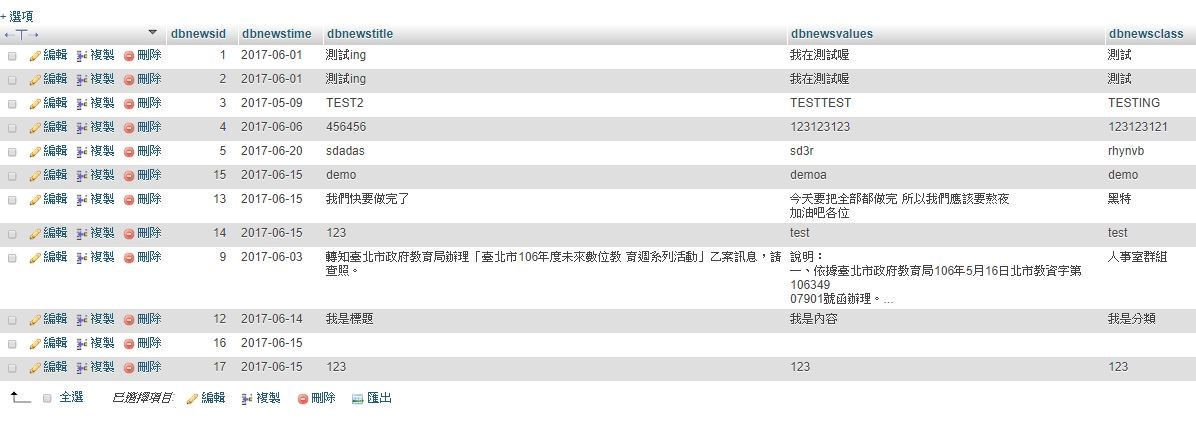 + 選項
←T→ dbnewsid dbnewstime dbnewstitle dbnewsvalues dbnewsclass
編輯 複製 刪除 1 2017-06-01 測試ing 我在測試喔 測試
編輯 複製 刪除 2 2017-06-01 測試ing 我在測試喔 測試
編輯 複製 刪除 3 2017-05-09 TEST2 TESTTEST TESTING
編輯 複製 刪除 4 2017-06-06 456456 123123123 123123121
編輯 複製 刪除 5 2017-06-20 sdadas sd3r rhynvb
編輯 複製 刪除 15 2017-06-15 demo demoa demo
編輯 複製 刪除 13 2017-06-15 我們快要做完了 今天要把全部都做完 所以我們應該要熬夜 黑特
加油吧各位
編輯 複製 刪除 14 2017-06-15 123 test test
編輯 複製 刪除 9 2017-06-03 轉知臺北市政府教育局辦理「臺北市106年度未來數位教 育週系列活動」乙案訊息，請 說明： 人事室群組
查照。 一、依據臺北市政府教育局106年5月16日北市教資字第
106349
07901號函辦理。...
編輯 複製 刪除 12 2017-06-14 我是標題 我是內容 我是分類
編輯 複製 刪除 16 2017-06-15
編輯 複製 刪除 17 2017-06-15 123 123 123
全選 已選擇項目: 編輯 複製 刪除 匯出